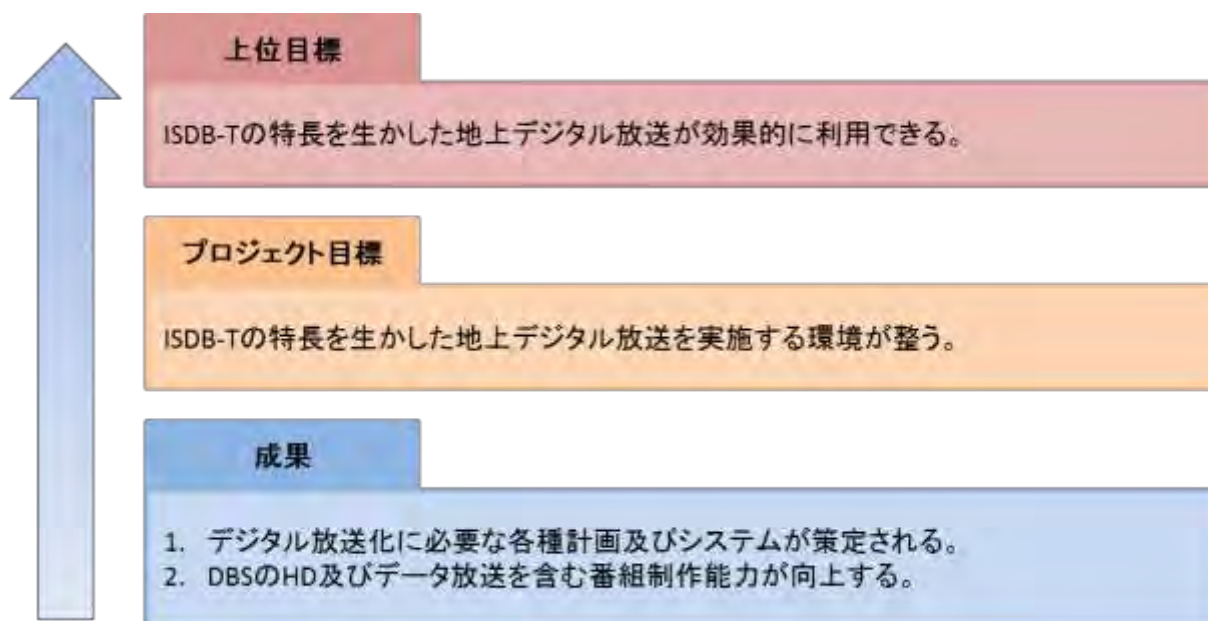 上位目標
ISDB-Tの特長を生かした地上デジタル放送が効果的に利用できる。
プロジェクト目標
ISDB-Tの特長を生かした地上デジタル放送を実施する環境が整う。
成果
1. デジタル放送化に必要な各種計画及びシステムが策定される。
2. DBSのHD及びデータ放送を含む番組制作能力が向上する。